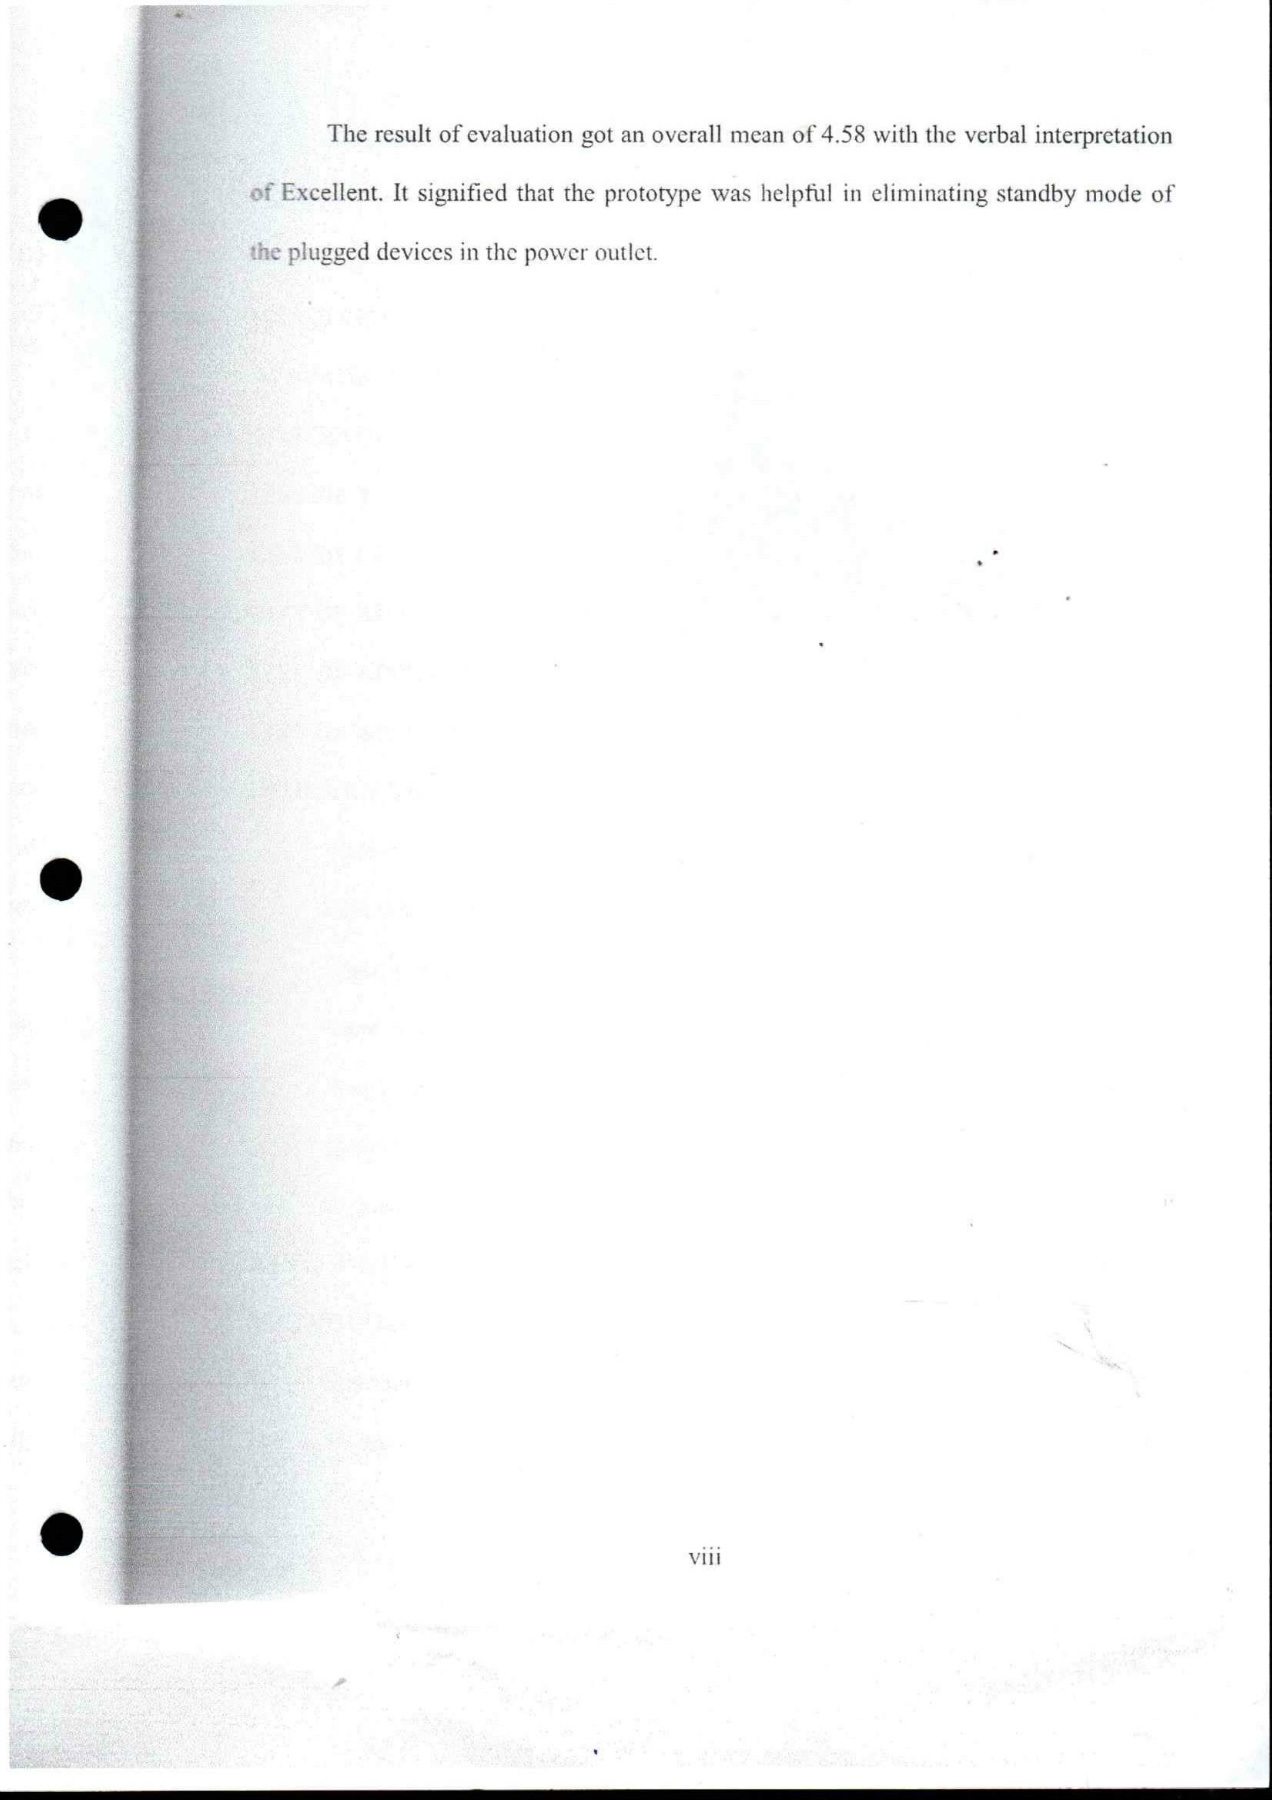 The result of evaluation got an overall mean of 4.58 with the verbal interpretation
of Excellent. It signified that the prototype was helpful in eliminating standby mode of
the plugged devices in the power outlet.
viii